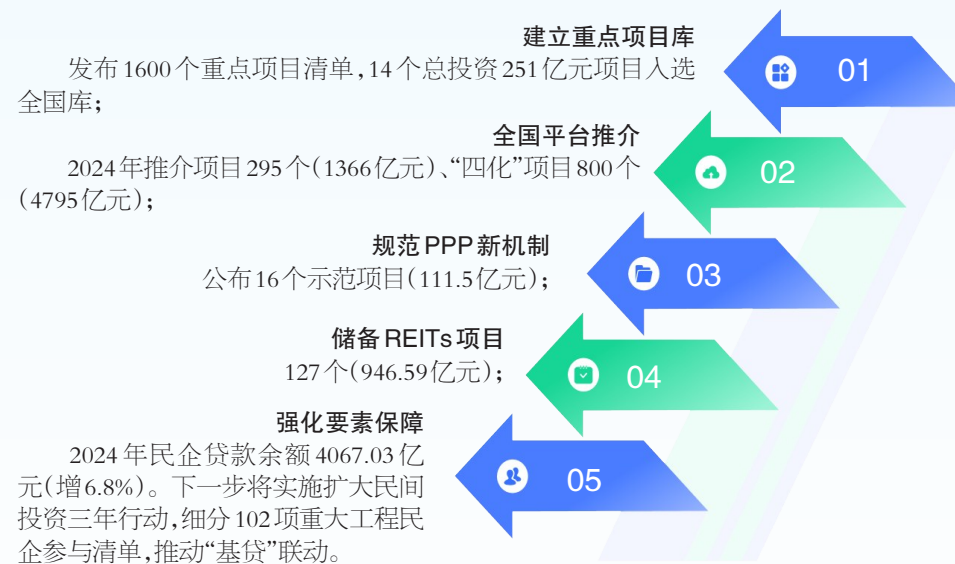 建立重点项目库
发布1600个重点项目清单,14个总投资251亿元项目入选
全国库;
01
全国平台推介
2024年推介项目295个(1366亿元)、“四化”项目800个
(4795亿元);
02
规范PPP新机制
公布16个示范项目(111.5亿元);
03
储备REITs项目
127个(946.59亿元);
04
强化要素保障
2024年民企贷款余额4067.03亿
元(增6.8%)。下一步将实施扩大民间
投资三年行动,细分102项重大工程民
企参与清单,推动“基贷”联动。
05